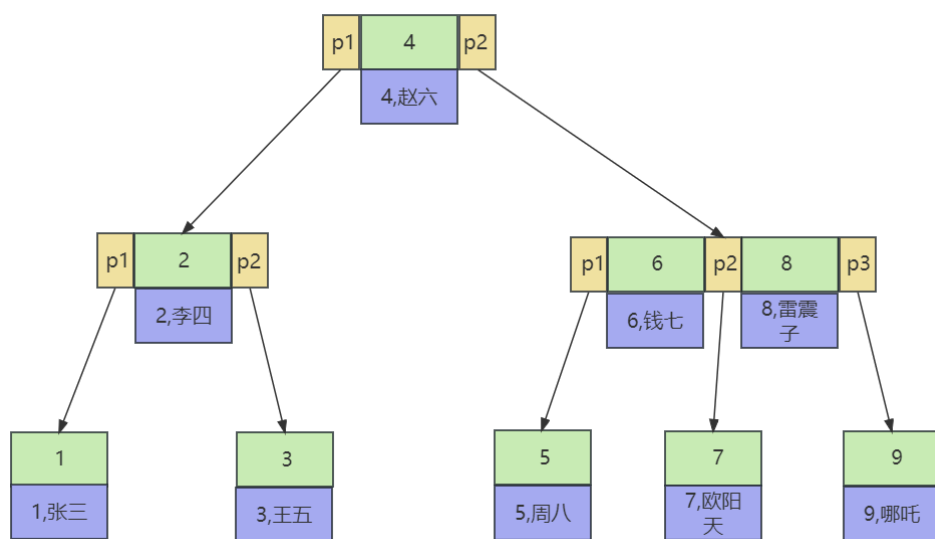 p1 4 p2
4,赵六
p1 2 p2
2,李四
p1 6 p2 8 p3
6,钱七
8,雷震
子
1
1,张三
3
3,王五
5
5,周八
7
7,欧阳
天
9
9,哪吒